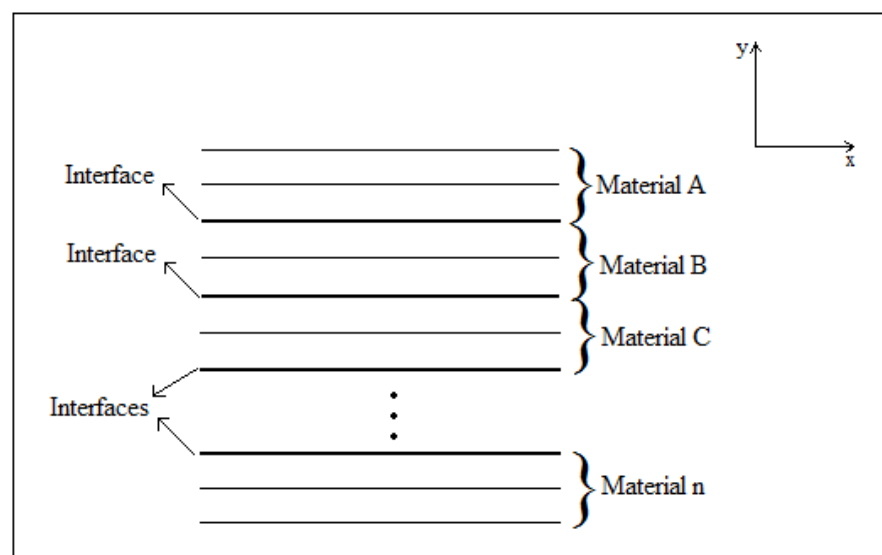 y
x
Interface
Material A
Interface
Material B
Material C
Interfaces
Material n